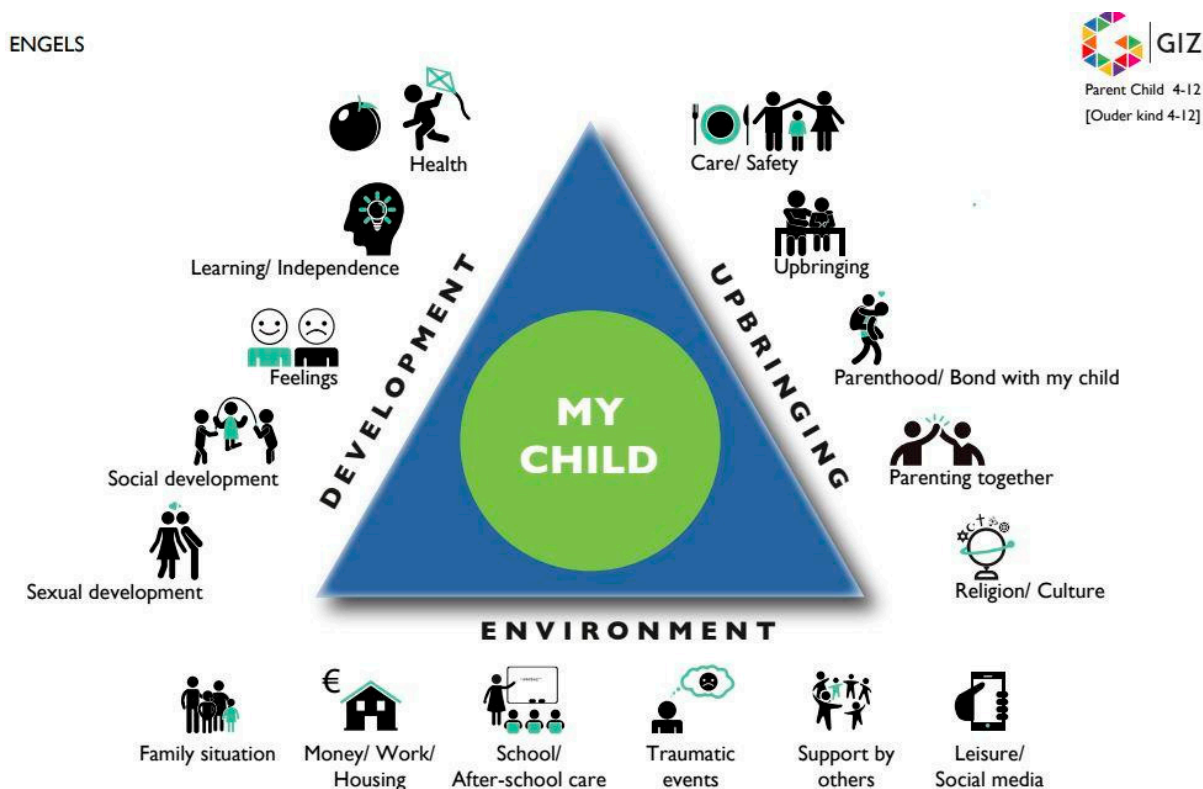 ENGELS
GIZ
Parent Child 4-12
[Ouder kind 4-12]
Health
Learning/ Independence
Feelings
Social development
Sexual development
DEVELOPMENT
MY
CHILD
UPBRINGING
Care/ Safety
Upbringing
Parenthood/ Bond with my child
Parenting together
Religion/ Culture
ENVIRONMENT
Family situation
€
Money/ Work/
Housing
School/
After-school care
Traumatic
events
Support by
others
Leisure/
Social media